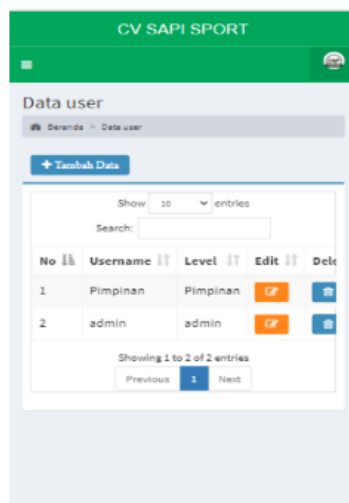 CV SAPI SPORT
Data user
Beranda > Data user
+ Tambah Data
Show 10 entries
Search:
No Username Level Edit Dele
1 Pimpinan Pimpinan
2 admin admin
Showing 1 to 2 of 2 entries
Previous 1 Next